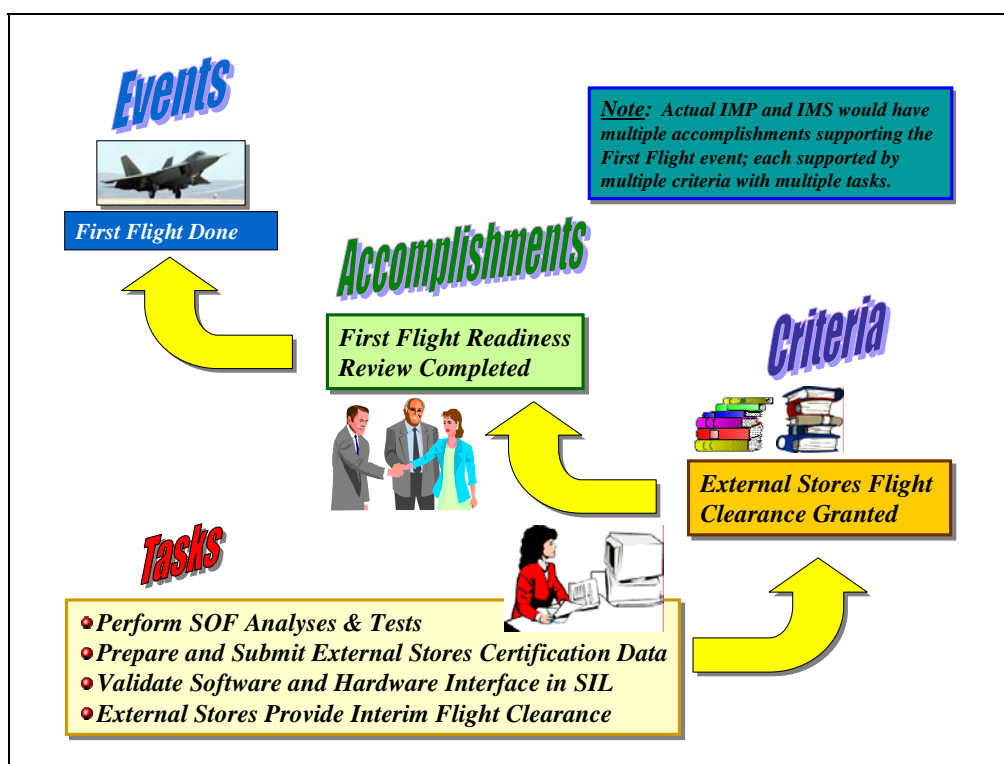 Events
First Flight Done
Note: Actual IMP and IMS would have
multiple accomplishments supporting the
First Flight event; each supported by
multiple criteria with multiple tasks.
Accomplishments
First Flight Readiness
Review Completed
Criteria
External Stores Flight
Clearance Granted
Tasks
Perform SOF Analyses & Tests
Prepare and Submit External Stores Certification Data
Validate Software and Hardware Interface in SIL
External Stores Provide Interim Flight Clearance